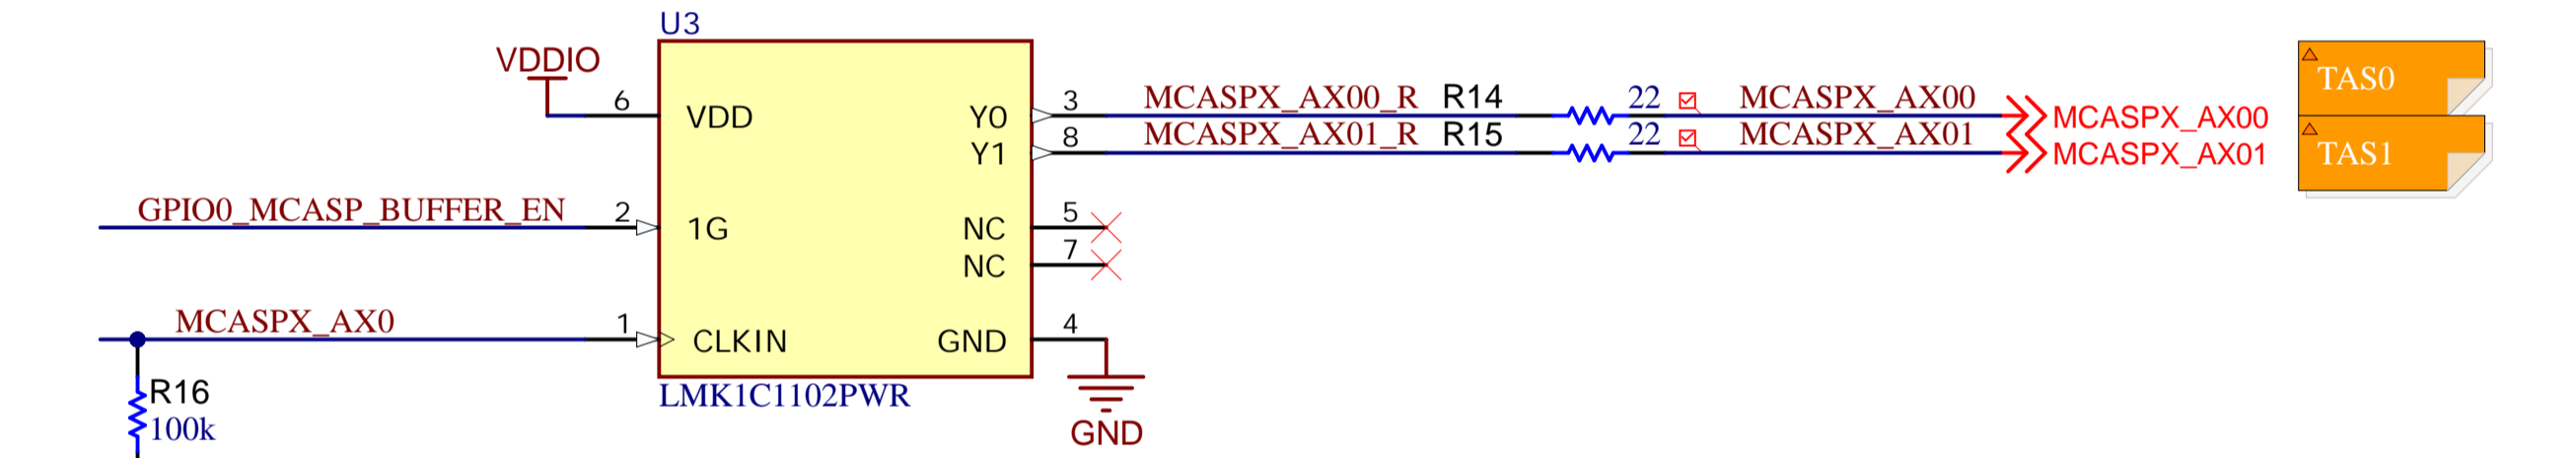 U3
VDDIO
6
VDD
Y0
3
MCASPX_AX00_R
R14
22
MCASPX_AX00
MCASPX_AX00
TAS0
Y1
8
MCASPX_AX01_R
R15
22
MCASPX_AX01
MCASPX_AX01
TAS1
GPIO0_MCASP_BUFFER_EN
2
1G
NC
5
NC
7
MCASPX_AX0
1
CLKIN
GND
4
R16
100k
LMK1C1102PWR
GND